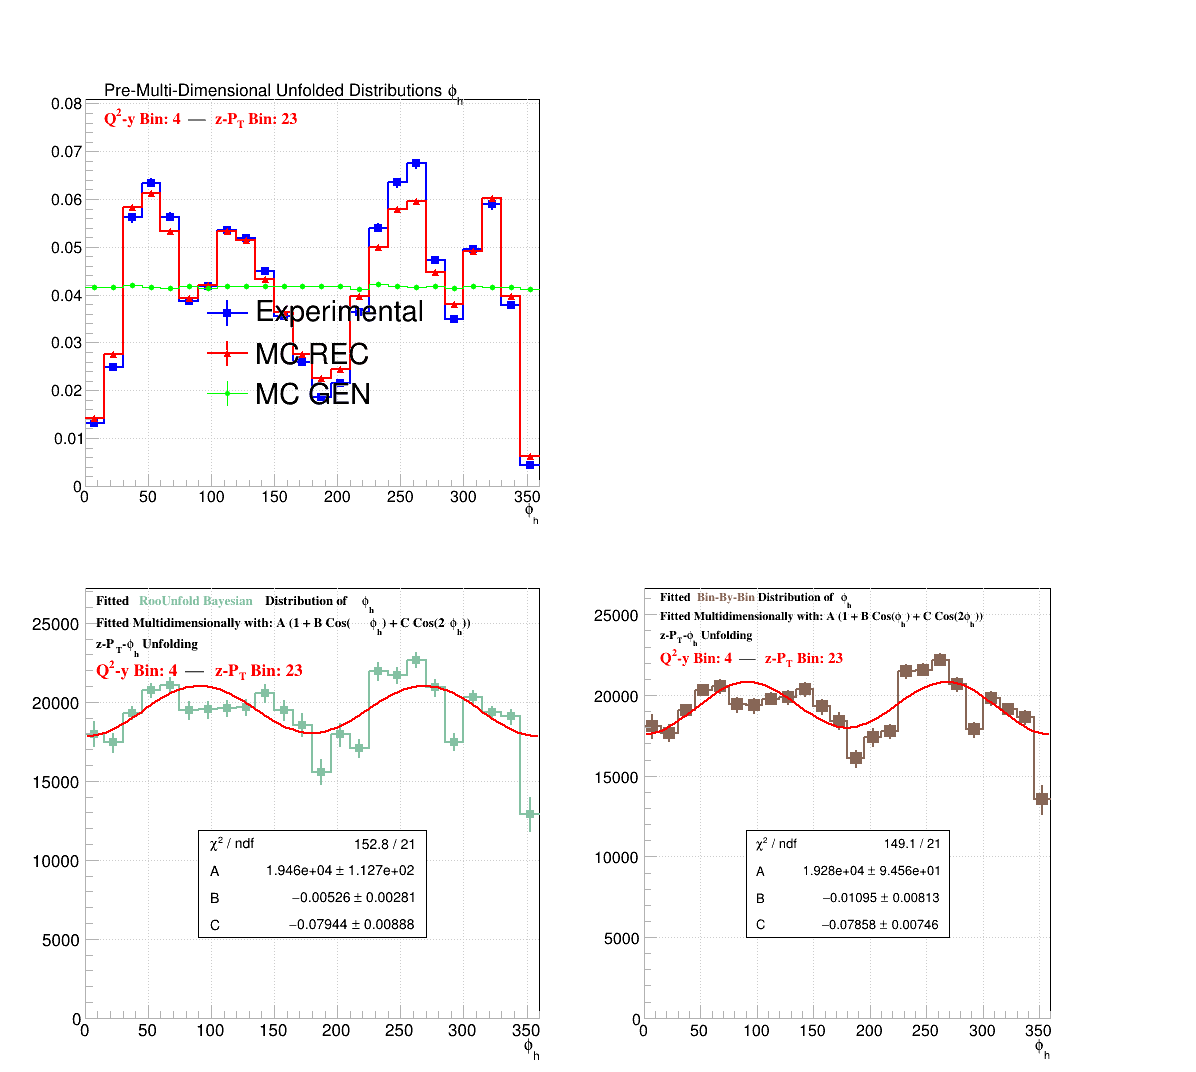 Pre-Multi-Dimensional Unfolded Distributions ϕh
Q²-y Bin: 4 — z-PT Bin: 23
0.08
0.07
0.06
0.05
0.04
0.03
0.02
0.01
0
Experimental
MC REC
MC GEN
0 50 100 150 200 250 300 350
ϕh
Fitted RooUnfold Bayesian Distribution of ϕh
Fitted Multidimensionally with: A (1 + B Cos( ϕh) + C Cos(2 ϕh))
z-PT-ϕh Unfolding
Q²-y Bin: 4 — z-PT Bin: 23
25000
20000
15000
10000
5000
0
χ² / ndf 152.8 / 21
A 1.946e+04 ± 1.127e+02
B −0.00526 ± 0.00281
C −0.07944 ± 0.00888
0 50 100 150 200 250 300 350
ϕh
Fitted Bin-By-Bin Distribution of ϕh
Fitted Multidimensionally with: A (1 + B Cos(ϕh) + C Cos(2ϕh))
z-PT-ϕh Unfolding
Q²-y Bin: 4 — z-PT Bin: 23
25000
20000
15000
10000
5000
0
χ² / ndf 149.1 / 21
A 1.928e+04 ± 9.456e+01
B −0.01095 ± 0.00813
C −0.07858 ± 0.00746
0 50 100 150 200 250 300 350
ϕh